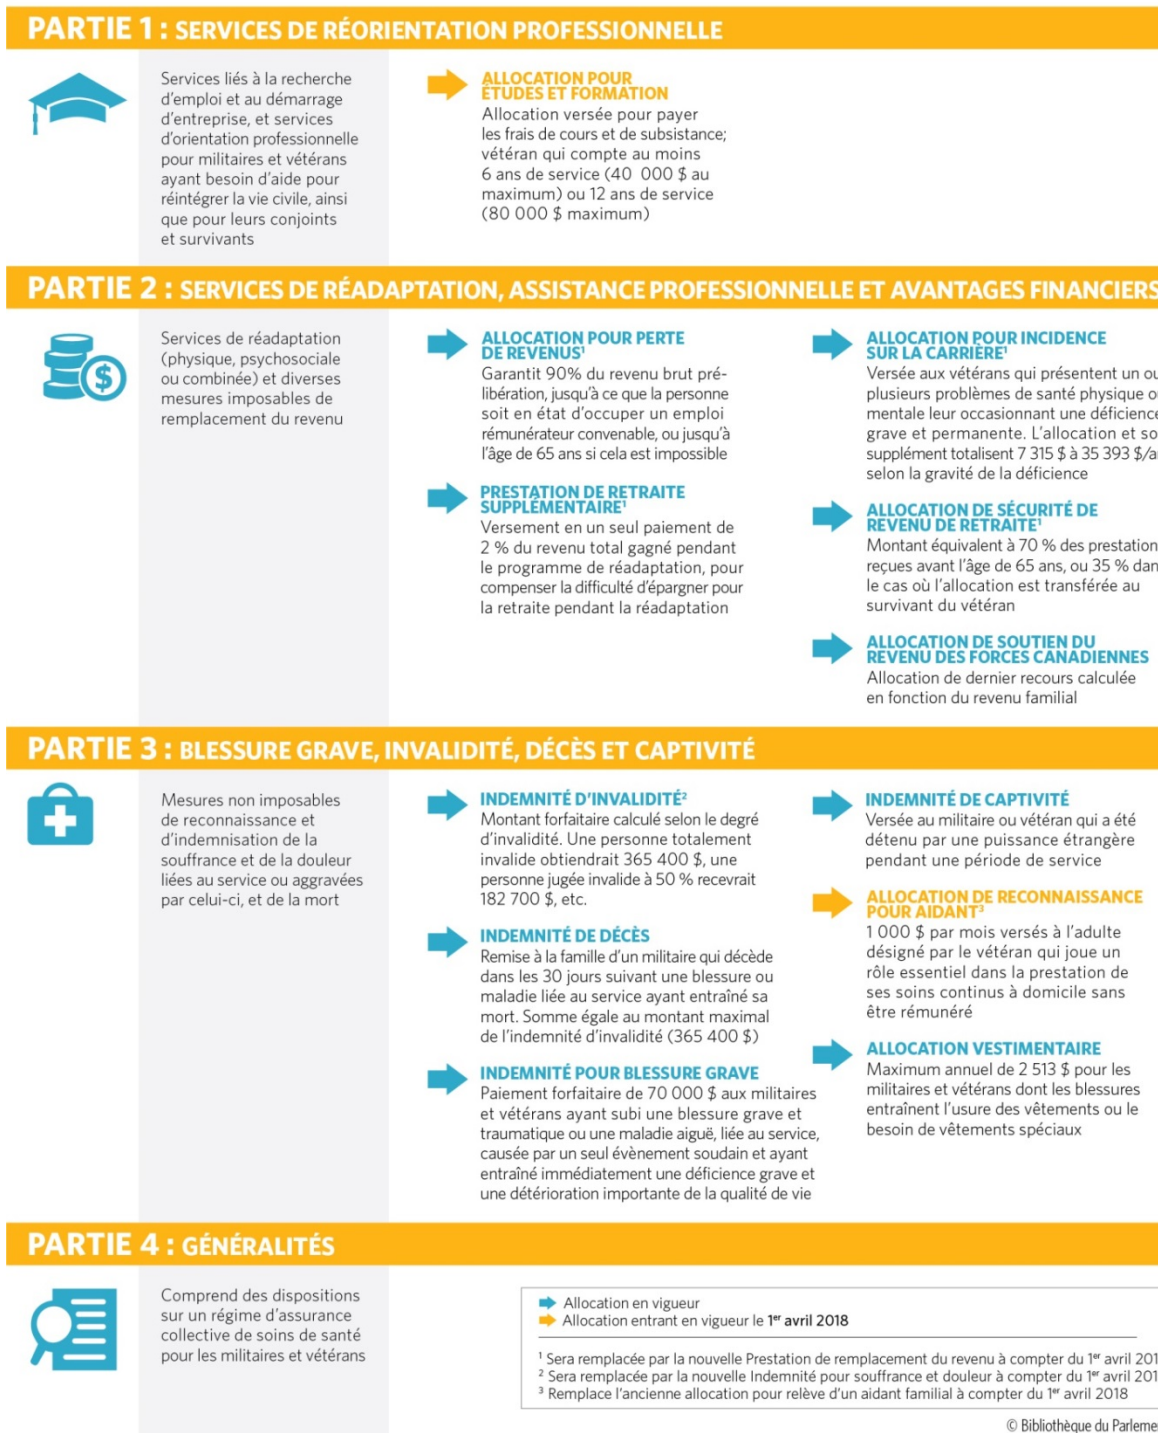 PARTIE 1 : SERVICES DE RÉORIENTATION PROFESSIONNELLE
Services liés à la recherche
d'emploi et au démarrage
d'entreprise, et services
d'orientation professionnelle
pour militaires et vétérans
ayant besoin d'aide pour
réintégrer la vie civile, ainsi
que pour leurs conjoints
et survivants
ALLOCATION POUR
ÉTUDES ET FORMATION
Allocation versée pour payer
les frais de cours et de subsistance;
vétéran qui compte au moins
6 ans de service (40 000 $ au
maximum) ou 12 ans de service
(80 000 $ maximum)
PARTIE 2 : SERVICES DE RÉADAPTATION, ASSISTANCE PROFESSIONNELLE ET AVANTAGES FINANCIERS
Services de réadaptation
(physique, psychosociale
ou combinée) et diverses
mesures imposables de
remplacement du revenu
$
ALLOCATION POUR PERTE
DE REVENUS¹
Garantit 90% du revenu brut pré-
libération, jusqu'à ce que la personne
soit en état d'occuper un emploi
rémunérateur convenable, ou jusqu'à
l'âge de 65 ans si cela est impossible
PRESTATION DE RETRAITE
SUPPLÉMENTAIRE¹
Versement en un seul paiement de
2 % du revenu total gagné pendant
le programme de réadaptation, pour
compenser la difficulté d'épargner pour
la retraite pendant la réadaptation
ALLOCATION POUR INCIDENCE
SUR LA CARRIÈRE¹
Versée aux vétérans qui présentent un ou
plusieurs problèmes de santé physique
mentale leur occasionnant une déficience
grave et permanente. L'allocation et
supplément totalisent 7 315 $ à 35 393
selon la gravité de la déficience
ALLOCATION DE SÉCURITÉ DE
REVENU DE RETRAITE¹
Montant équivalent à 70 % des
reçues avant l'âge de 65 ans, ou 35 %
le cas où l'allocation est transférée au
survivant du vétéran
ALLOCATION DE SOUTIEN DU
REVENU DES FORCES CANADIENNES
Allocation de dernier recours calculée
en fonction du revenu familial
PARTIE 3 : BLESSURE GRAVE, INVALIDITÉ, DÉCÈS ET CAPTIVITÉ
Mesures non imposables
de reconnaissance et
d'indemnisation de la
souffrance et de la douleur
liées au service ou aggravées
par celui-ci, et de la mort
INDEMNITÉ D'INVALIDITÉ²
Montant forfaitaire calculé selon le degré
d'invalidité. Une personne totalement
invalide obtiendrait 365 400 $, une
personne jugée invalide à 50 % recevrait
182 700 $, etc.
INDEMNITÉ DE DÉCÈS
Remise à la famille d'un militaire qui décède
dans les 30 jours suivant une blessure ou
maladie liée au service ayant entraîné sa
mort. Somme égale au montant maximal
de l'indemnité d'invalidité (365 400 $)
INDEMNITÉ POUR BLESSURE GRAVE
Paiement forfaitaire de 70 000 $ aux militaires
et vétérans ayant subi une blessure grave et
traumatique ou une maladie aiguë, liée au service,
causée par un seul évènement soudain et ayant
entraîné immédiatement une déficience grave et
une détérioration importante de la qualité de vie
INDEMNITÉ DE CAPTIVITÉ
Versée au militaire ou vétéran qui a été
détenu par une puissance étrangère
pendant une période de service
ALLOCATION DE RECONNAISSANCE
POUR AIDANT³
1 000 $ par mois versés à l'adulte
désigné par le vétéran qui joue un
rôle essentiel dans la prestation de
ses soins continus à domicile sans
être rémunéré
ALLOCATION VESTIMENTAIRE
Maximum annuel de 2 513 $ pour les
militaires et vétérans dont les blessures
entraînent l'usure des vêtements ou le
besoin de vêtements spéciaux
PARTIE 4 : GÉNÉRALITÉS
Comprend des dispositions
sur un régime d'assurance
collective de soins de santé
pour les militaires et vétérans
Allocation en vigueur
Allocation entrant en vigueur le 1er avril 2018
¹ Sera remplacée par la nouvelle Prestation de remplacement du revenu à compter du 1er avril
² Sera remplacée par la nouvelle Indemnité pour souffrance et douleur à compter du 1er avril
³ Remplace l'ancienne allocation pour relève d'un aidant familial à compter du 1er avril 2018
© Bibliothèque du